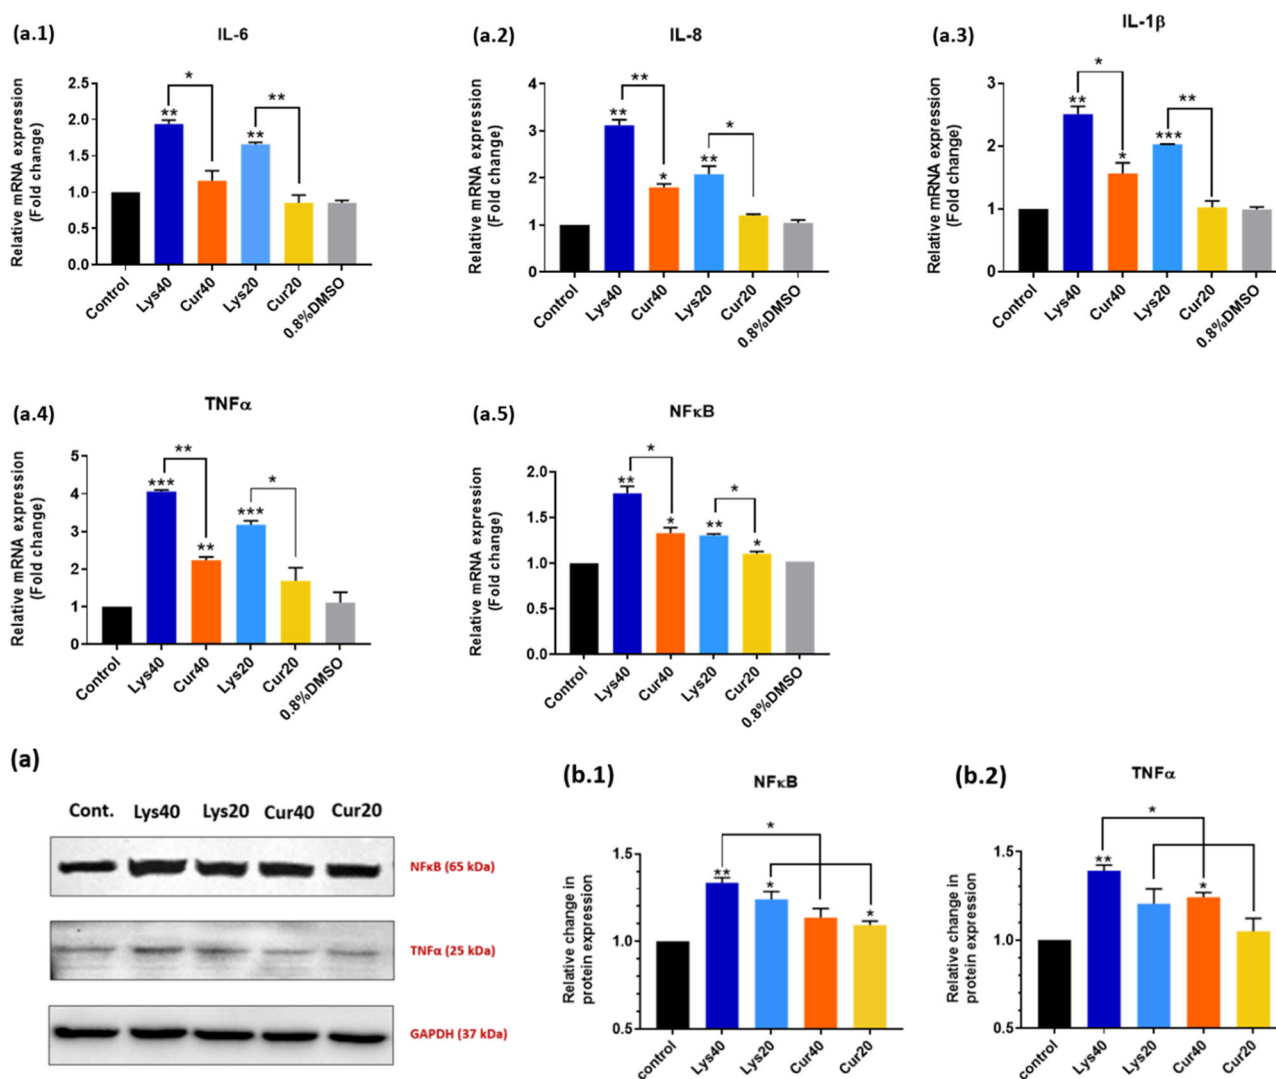 (a.1)
IL-6
Relative mRNA expression
(Fold change)
2.5
2.0
1.5
1.0
0.5
0.0
*
**
**
**
Control
Lys40
Cur40
Lys20
Cur20
0.8%DMSO
(a.2)
IL-8
Relative mRNA expression
(Fold change)
4
3
2
1
0
**
**
*
*
**
Control
Lys40
Cur40
Lys20
Cur20
0.8%DMSO
(a.3)
IL-1β
Relative mRNA expression
(Fold change)
3
2
1
0
*
**
**
***
*
Control
Lys40
Cur40
Lys20
Cur20
0.8%DMSO
(a.4)
TNFα
Relative mRNA expression
(Fold change)
5
4
3
2
1
0
**
***
*
***
**
Control
Lys40
Cur40
Lys20
Cur20
0.8%DMSO
(a.5)
NFκB
Relative mRNA expression
(Fold change)
2.0
1.5
1.0
0.5
0.0
*
**
*
*
**
*
Control
Lys40
Cur40
Lys20
Cur20
0.8%DMSO
(a)
Cont. Lys40 Lys20 Cur40 Cur20
NFκB (65 kDa)
TNFα (25 kDa)
GAPDH (37 kDa)
(b.1)
NFκB
Relative change in
protein expression
1.5
1.0
0.5
*
**
*
*
control
Lys40
Lys20
Cur40
Cur20
(b.2)
TNFα
Relative change in
protein expression
1.5
1.0
0.5
*
**
*
control
Lys40
Lys20
Cur40
Cur20